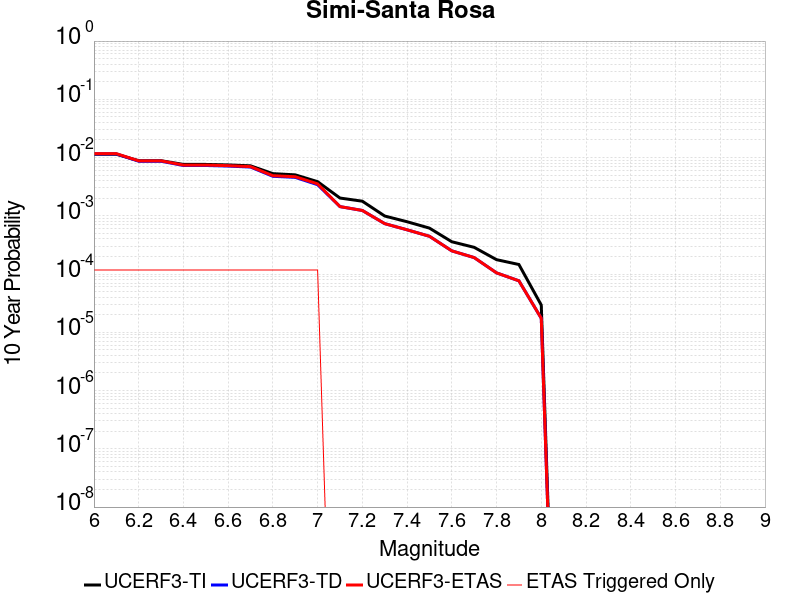 Simi-Santa Rosa
10 Year Probability
10^0
10^-1
10^-2
10^-3
10^-4
10^-5
10^-6
10^-7
10^-8
6 6.2 6.4 6.6 6.8 7 7.2 7.4 7.6 7.8 8 8.2 8.4 8.6 8.8 9
Magnitude
UCERF3-TI UCERF3-TD UCERF3-ETAS ETAS Triggered Only